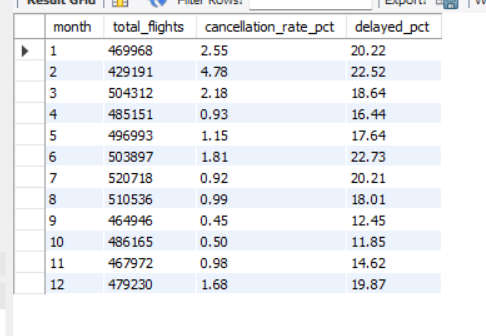 Result Grid Filter Rows: Export:
month total_flights cancellation_rate_pct delayed_pct
1 469968 2.55 20.22
2 429191 4.78 22.52
3 504312 2.18 18.64
4 485151 0.93 16.44
5 496993 1.15 17.64
6 503897 1.81 22.73
7 520718 0.92 20.21
8 510536 0.99 18.01
9 464946 0.45 12.45
10 486165 0.50 11.85
11 467972 0.98 14.62
12 479230 1.68 19.87